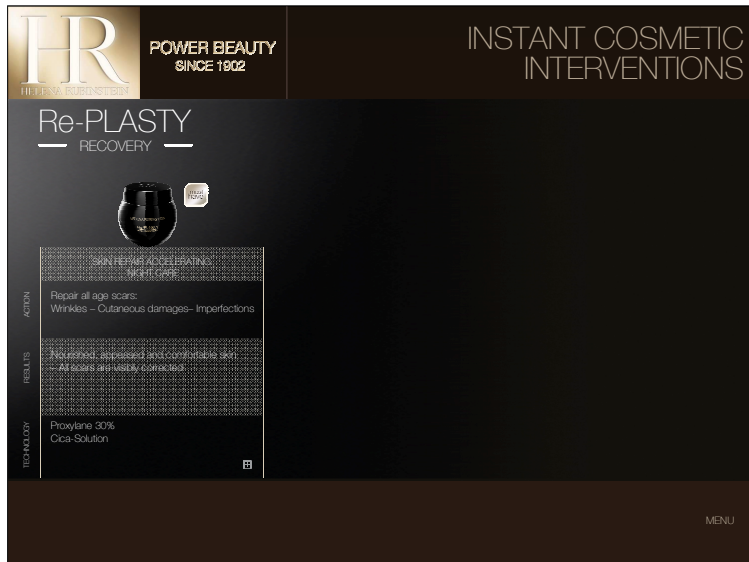 HR
HELENA RUBINSTEIN
POWER BEAUTY
SINCE 1902
INSTANT COSMETIC
INTERVENTIONS
Re-PLASTY
RECOVERY
must
have
SKIN REPAIR ACCELERATING
NIGHT CARE
ACTION
Repair all age scars:
Wrinkles – Cutaneous damages– Imperfections
RESULTS
Nourished, appeased and comfortable skin
– All scars are visibly corrected
TECHNOLOGY
Proxylane 30%
Cica-Solution
MENU